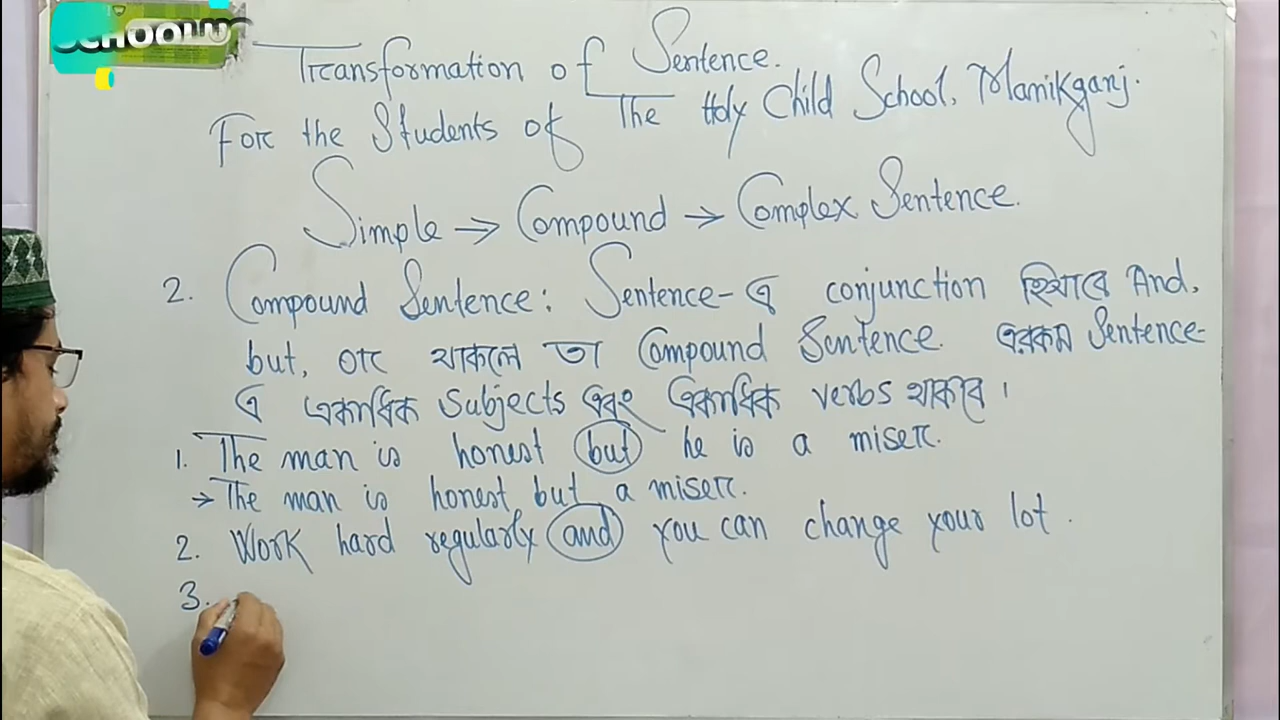 SCHOOLUS
Transformation of Sentence.
For the Students of The Holy Child School, Manikganj.
Simple → Compound → Complex Sentence.
2. Compound Sentence: Sentence-এ conjunction হিসাবে And,
but, or থাকলে তা Compound Sentence. এরকম Sentence-
এ একাধিক subjects এবং একাধিক verbs থাকবে।
1. The man is honest but he is a miser.
→ The man is honest but a miser.
2. Work hard regularly and you can change your lot.
3.